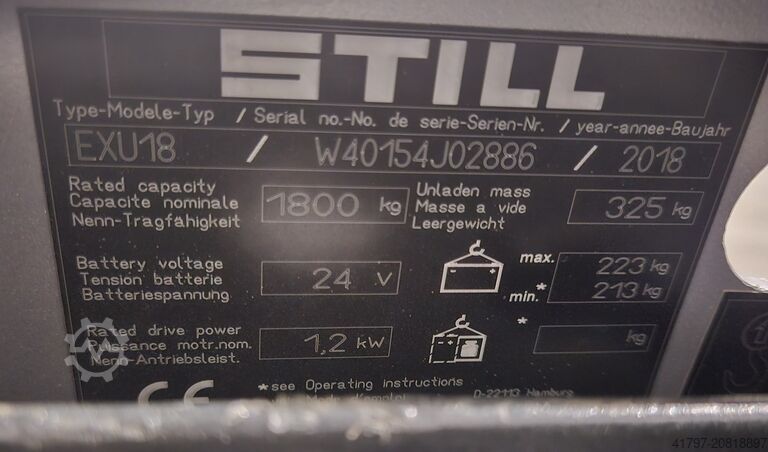 STILL
Type-Modele-Typ / Serial no.-No. de serie-Serien-Nr. / year-annee-Baujahr
EXU18 / W40154J02886 / 2018
Rated capacity
Capacite nominale
Nenn-Tragfähigkeit
1800 kg
Unladen mass
Masse a vide
Leergewicht
325 kg
Battery voltage
Tension batterie
Batteriespannung
24 V
max. 223 kg
min.* 213 kg
Rated drive power
Puissance motr.nom.
Nenn-Antriebsleist.
1,2 kW
* kg
CE
*see Operating instructions
D-22113 Hamburg
41797-20818897